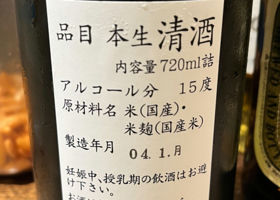 品目 本生清酒
内容量720ml詰
アルコール分 15度
原材料名 米(国産)・
米麹(国産米)
製造年月 04.1.月
妊娠中、授乳期の飲酒はお避
け下さい。